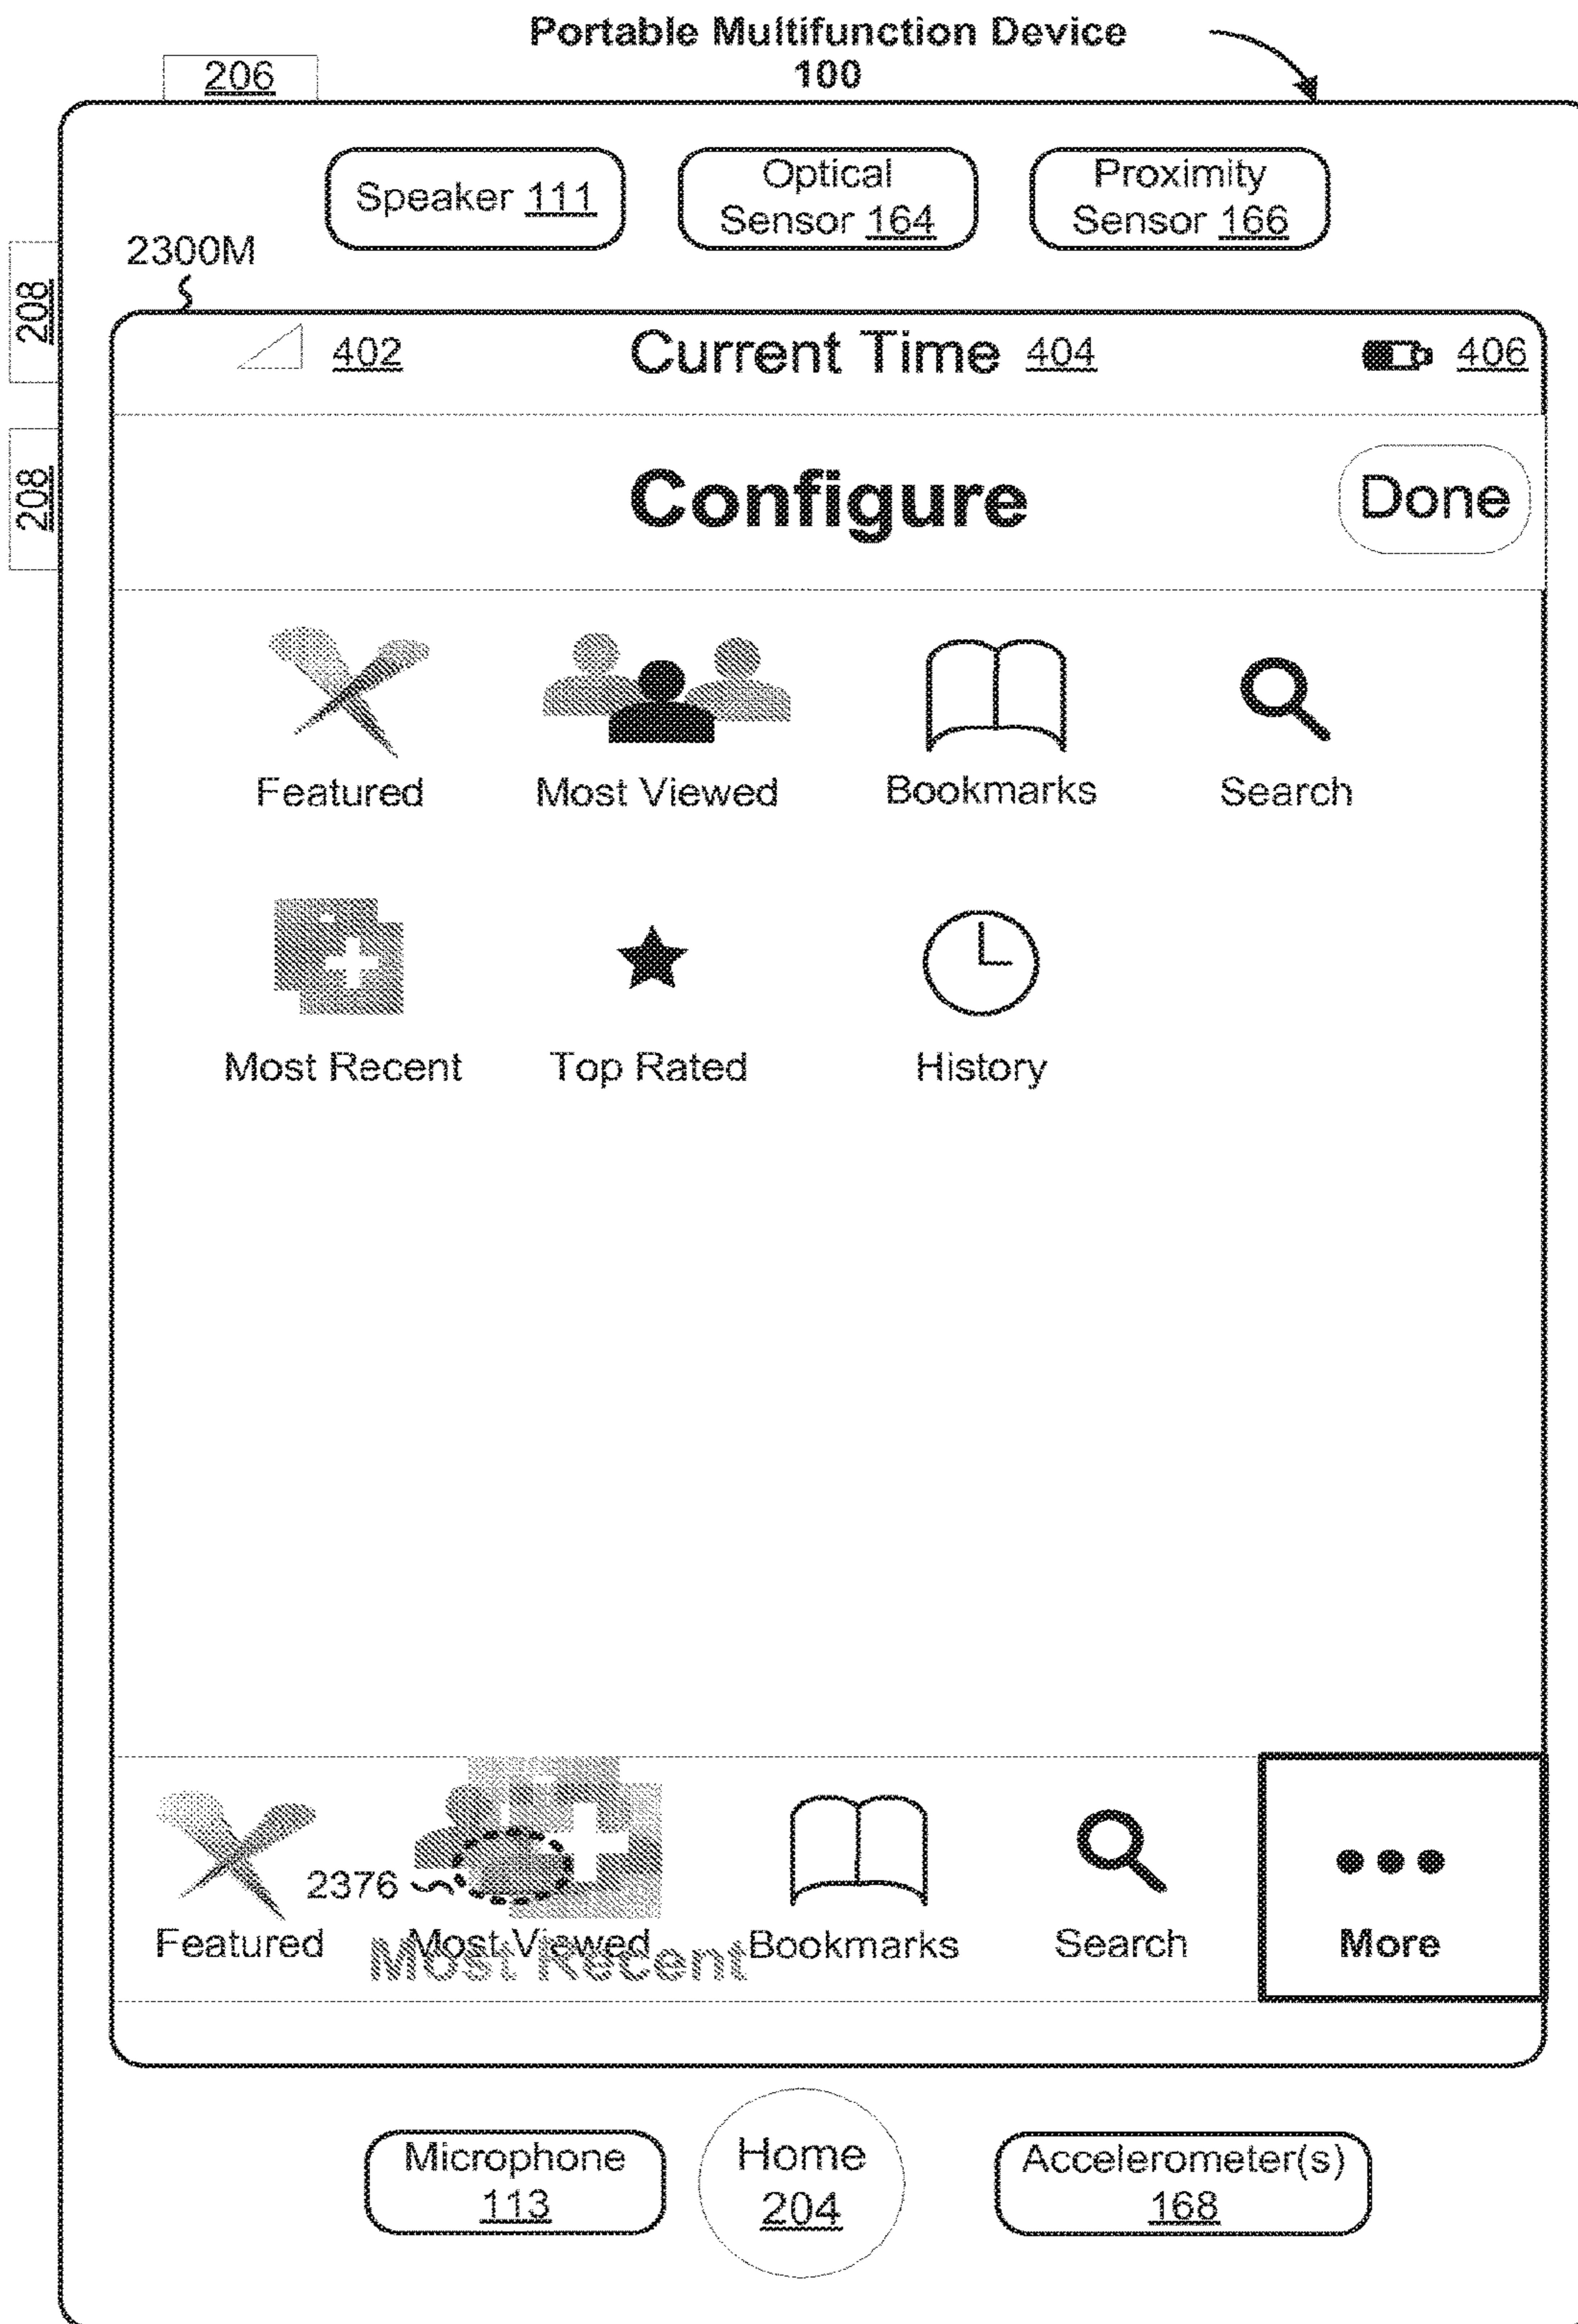 Portable Multifunction Device
100
206
Speaker 111
Optical
Sensor 164
Proximity
Sensor 166
2300M
208
208
402
Current Time 404
406
Configure
Done
Featured
Most Viewed
Bookmarks
Search
Most Recent
Top Rated
History
2376
Featured
Most Viewed
Most Recent
Bookmarks
Search
More
Microphone
113
Home
204
Accelerometer(s)
168